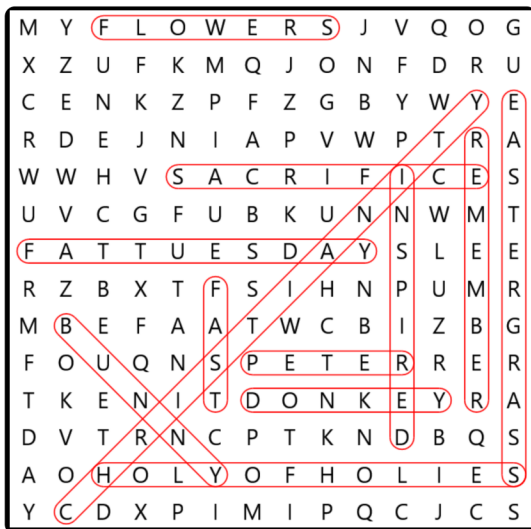 M Y F L O W E R S J V Q O G
X Z U F K M Q J O N F D R U
C E N K Z P F Z G B Y W Y E
R D E J N I A P V W P T R A
W W H V S A C R I F I C E S
U V C G F U B K U N N W M T
F A T T U E S D A Y S L E E
R Z B X T F S I H N P U M R
M B E F A A T W C B I Z B G
F O U Q N S P E T E R R E R
T K E N I T D O N K E Y R A
D V T R N C P T K N D B Q S
A O H O L Y O F H O L I E S
Y C D X P I M I P Q C J C S